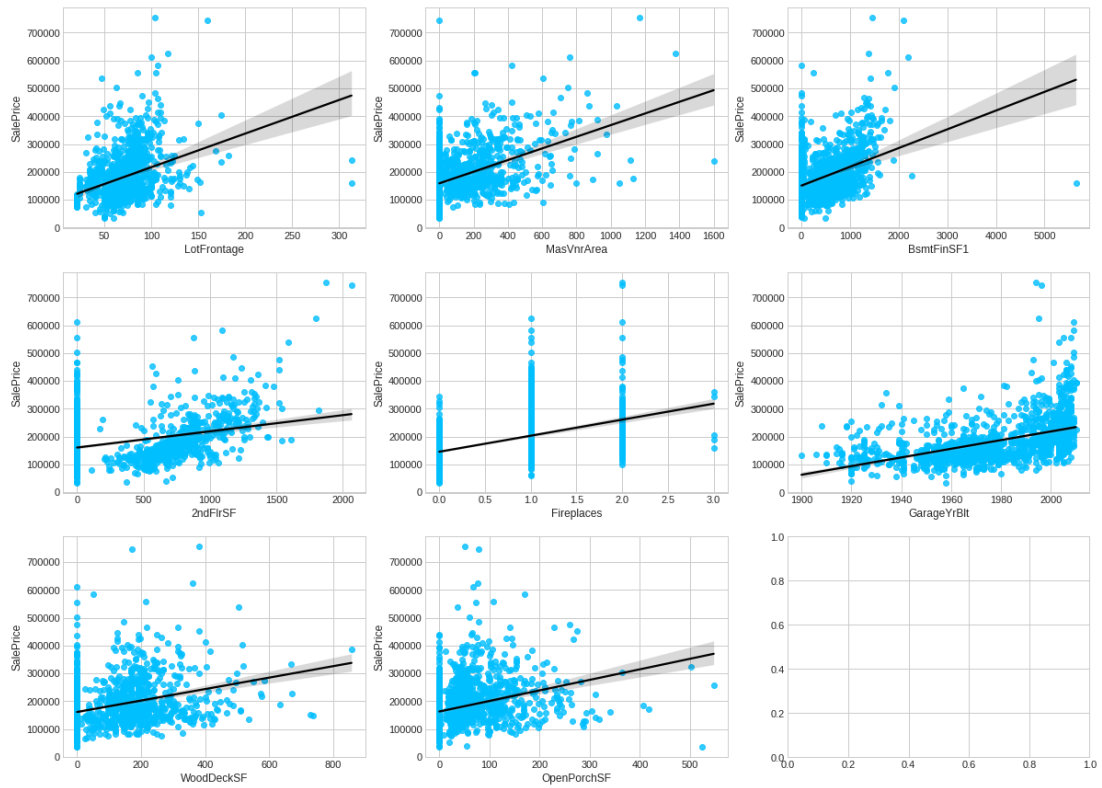 700000
600000
500000
400000
300000
200000
100000
0
SalePrice
50 100 150 200 250 300
LotFrontage
700000
600000
500000
400000
300000
200000
100000
0
SalePrice
0 200 400 600 800 1000 1200 1400 1600
MasVnrArea
700000
600000
500000
400000
300000
200000
100000
0
SalePrice
0 1000 2000 3000 4000 5000
BsmtFinSF1
700000
600000
500000
400000
300000
200000
100000
0
SalePrice
0 500 1000 1500 2000
2ndFlrSF
700000
600000
500000
400000
300000
200000
100000
0
SalePrice
0.0 0.5 1.0 1.5 2.0 2.5 3.0
Fireplaces
700000
600000
500000
400000
300000
200000
100000
0
SalePrice
1900 1920 1940 1960 1980 2000
GarageYrBlt
700000
600000
500000
400000
300000
200000
100000
0
SalePrice
0 200 400 600 800
WoodDeckSF
700000
600000
500000
400000
300000
200000
100000
0
SalePrice
0 100 200 300 400 500
OpenPorchSF
1.0
0.8
0.6
0.4
0.2
0.0
0.0 0.2 0.4 0.6 0.8 1.0